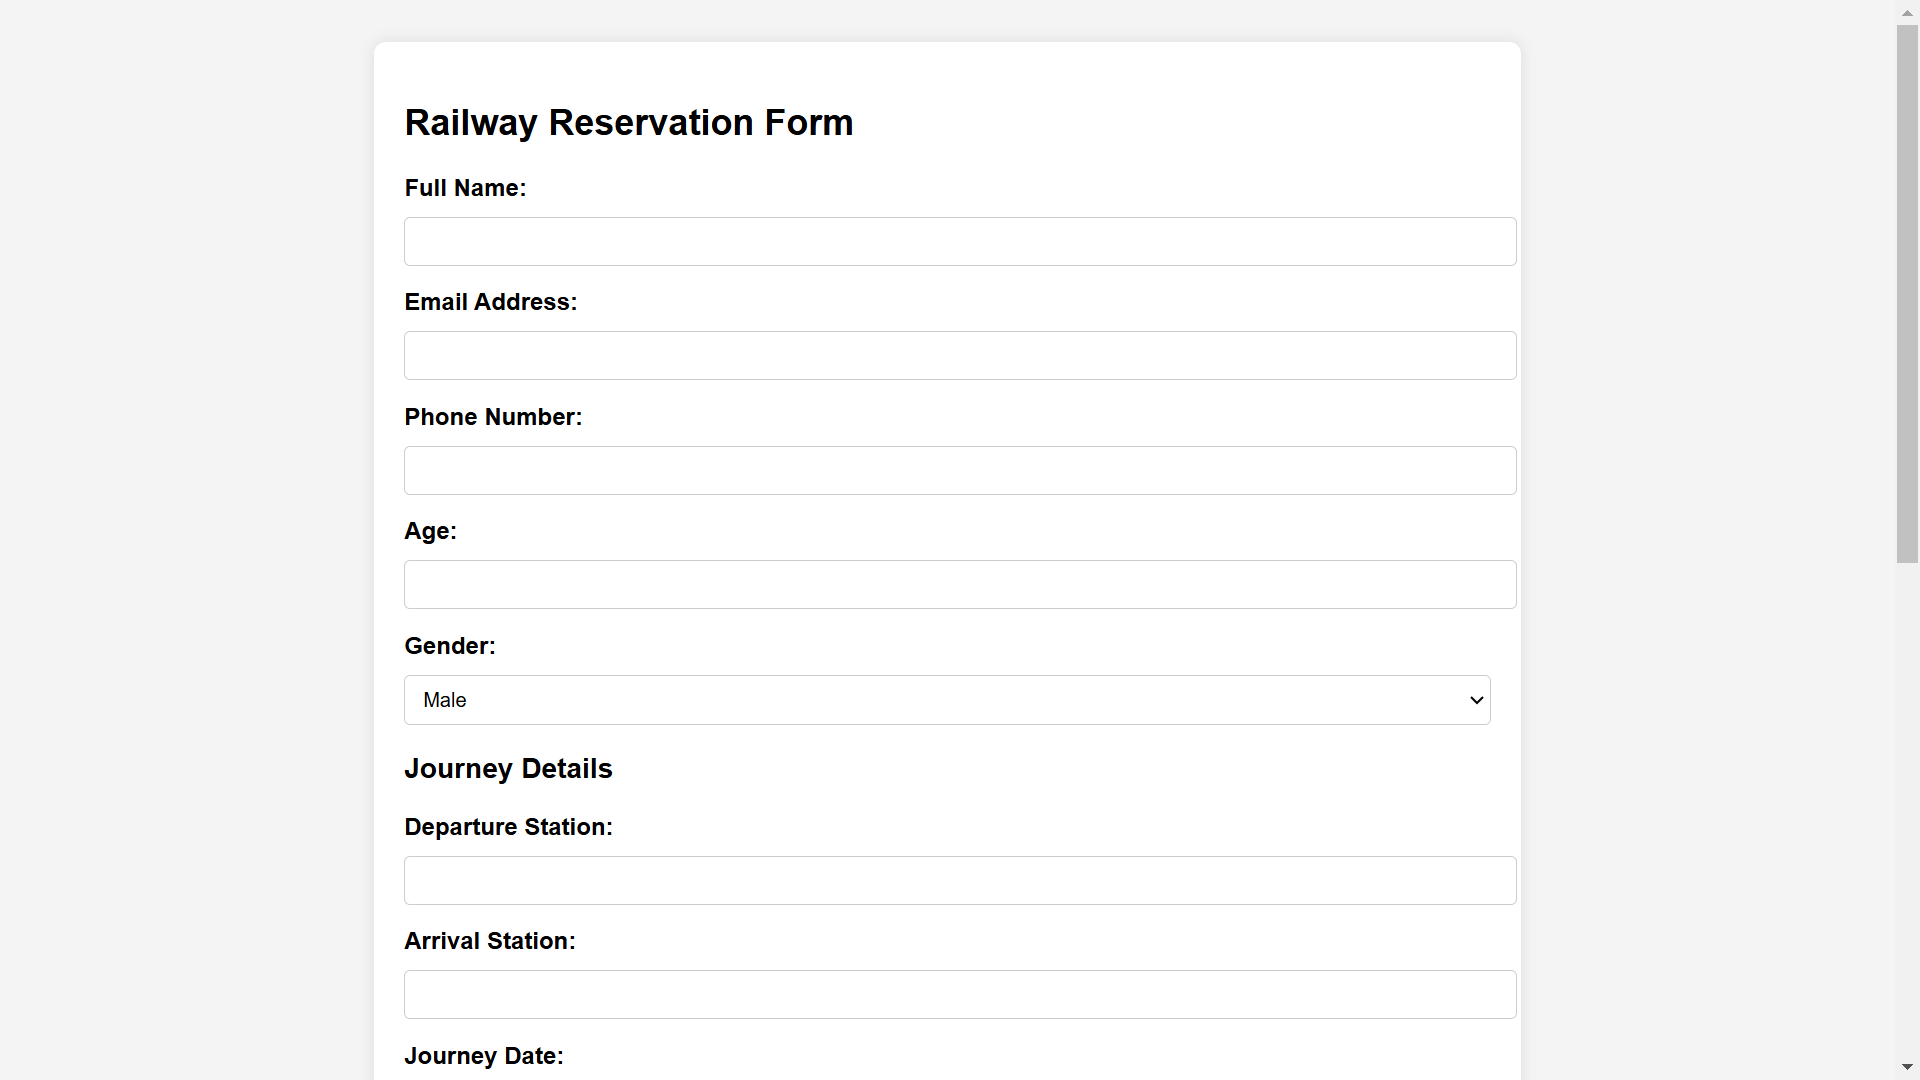 Railway Reservation Form
Full Name:
Email Address:
Phone Number:
Age:
Gender:
Male
Journey Details
Departure Station:
Arrival Station:
Journey Date: